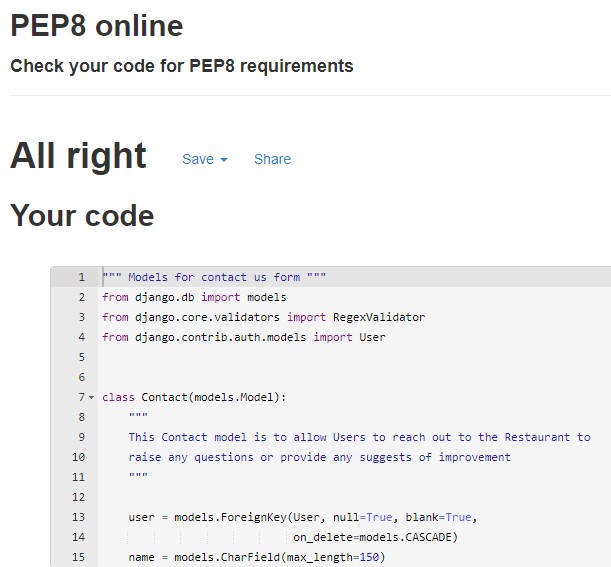 PEP8 online
Check your code for PEP8 requirements
All right Save Share
Your code
1 """ Models for contact us form """
2 from django.db import models
3 from django.core.validators import RegexValidator
4 from django.contrib.auth.models import User
5
6
7 class Contact(models.Model):
8 """
9 This Contact model is to allow Users to reach out to the Restaurant to
10 raise any questions or provide any suggests of improvement
11 """
12
13 user = models.ForeignKey(User, null=True, blank=True,
14 on_delete=models.CASCADE)
15 name = models.CharField(max_length=150)